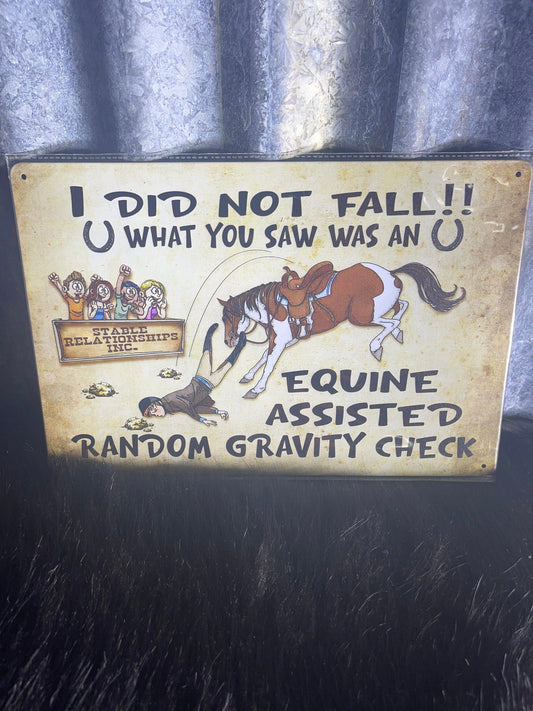 I DID NOT FALL!!
WHAT YOU SAW WAS AN
STABLE
RELATIONSHIPS
INC.
EQUINE
ASSISTED
RANDOM GRAVITY CHECK